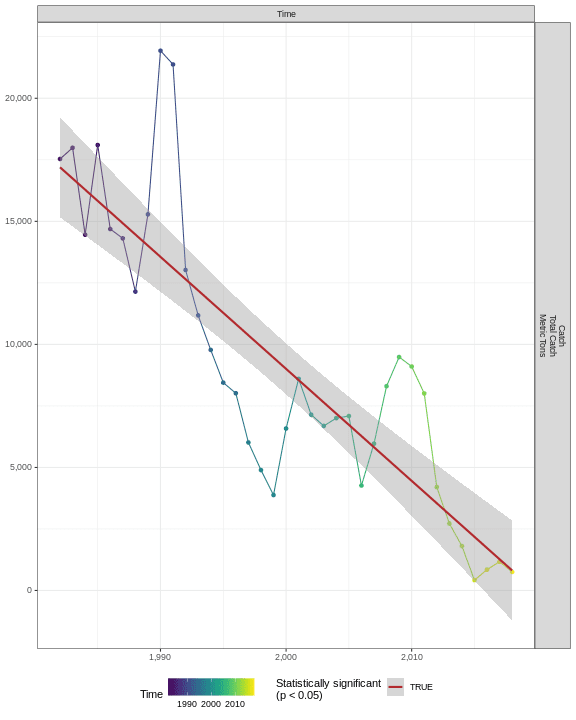 Time
20,000
15,000
10,000
5,000
0
Catch
Total Catch
Metric Tons
1,990
2,000
2,010
Time
1990 2000 2010
Statistically significant
(p < 0.05)
TRUE